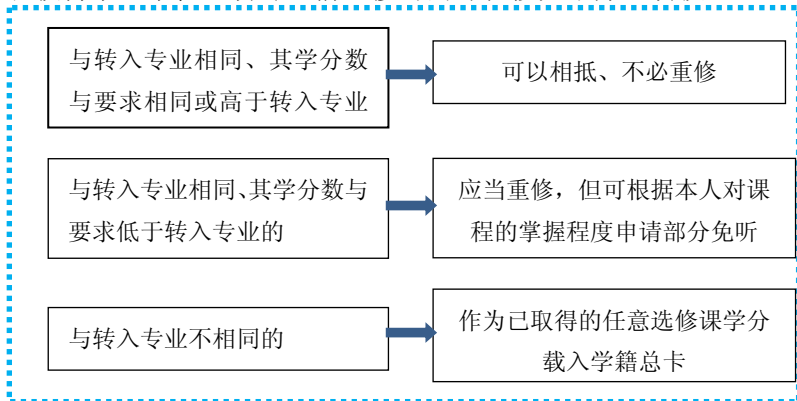 与转入专业相同、其学分数
与要求相同或高于转入专业
可以相抵、不必重修
与转入专业相同、其学分数与
要求低于转入专业的
应当重修，但可根据本人对课
程的掌握程度申请部分免听
与转入专业不相同的
作为已取得的任意选修课学分
载入学籍总卡